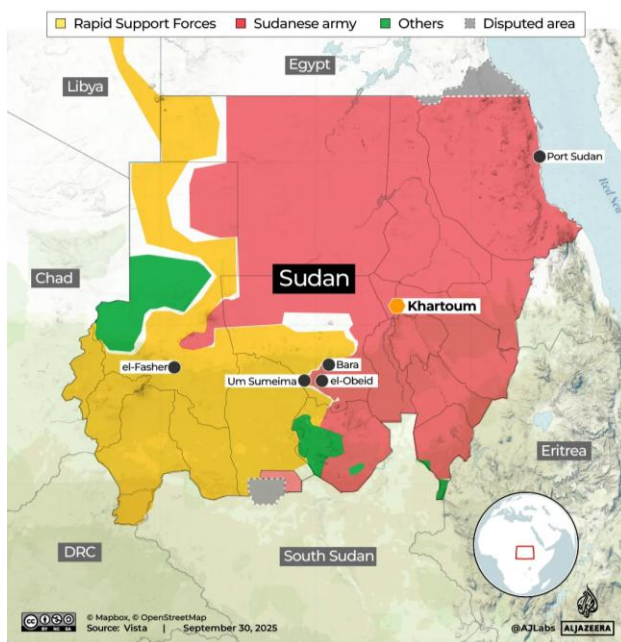 Rapid Support Forces Sudanese army Others Disputed area
Egypt
Libya
Port Sudan
Red Sea
Chad
Sudan
Khartoum
el-Fasher
Bara
Um Sumeima
el-Obeid
Eritrea
DRC
South Sudan
© Mapbox, © OpenStreetMap
Source: Vista | September 30, 2025
@AJLabs
ALJAZEERA